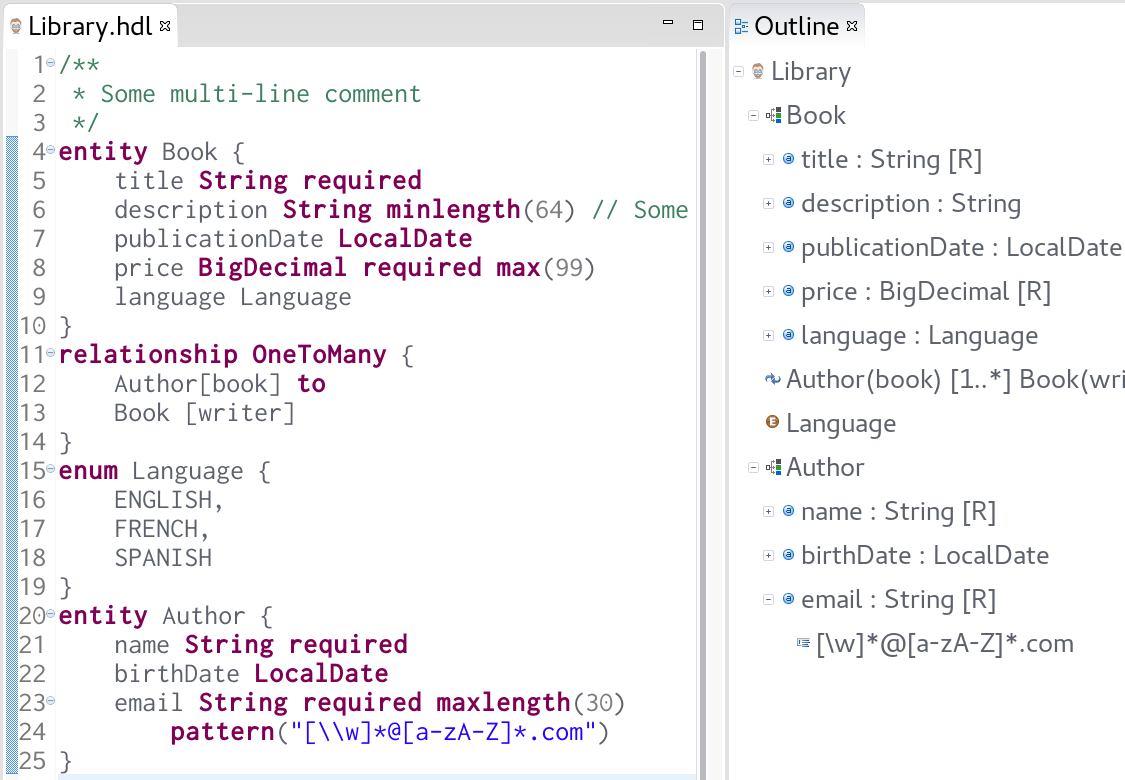 Library.hdl
1 /**
2 * Some multi-line comment
3 */
4 entity Book {
5 title String required
6 description String minlength(64) // Some
7 publicationDate LocalDate
8 price BigDecimal required max(99)
9 language Language
10 }
11 relationship OneToMany {
12 Author[book] to
13 Book [writer]
14 }
15 enum Language {
16 ENGLISH,
17 FRENCH,
18 SPANISH
19 }
20 entity Author {
21 name String required
22 birthDate LocalDate
23 email String required maxlength(30)
24 pattern("[\\w]*@[a-zA-Z]*.com")
25 }
Outline
Library
Book
title : String [R]
description : String
publicationDate : LocalDate
price : BigDecimal [R]
language : Language
Author(book) [1..*] Book(wri
E Language
Author
a name : String [R]
a birthDate : LocalDate
a email : String [R]
[\w]*@[a-zA-Z]*.com